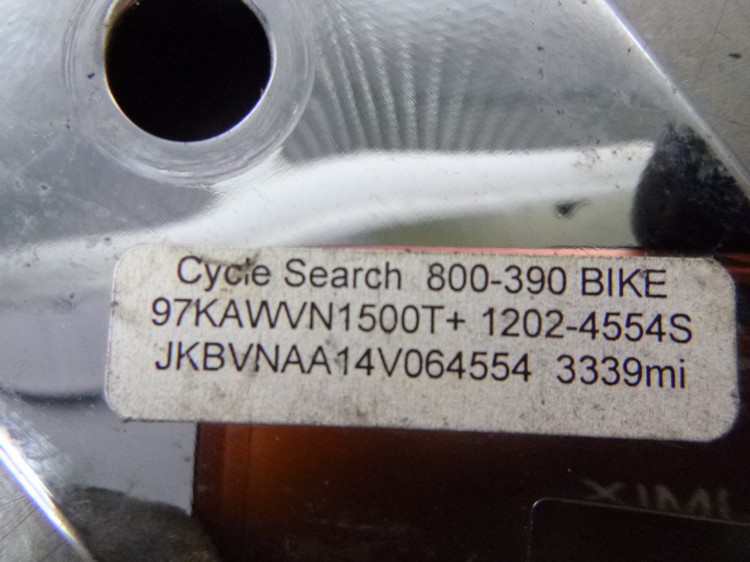 Cycle Search 800-390 BIKE
97KAWVN1500T+ 1202-4554S
JKBVNAA14V064554 3339mi